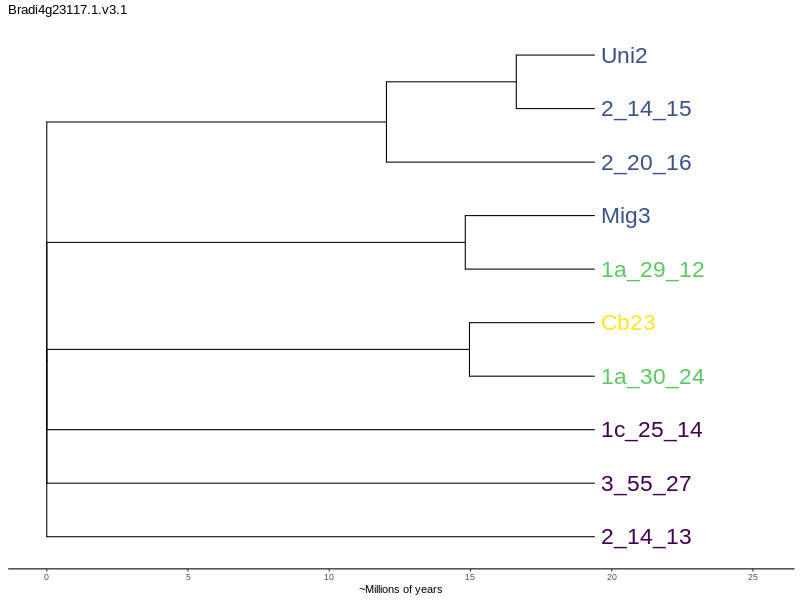 Bradi4g23117.1.v3.1
Uni2
2_14_15
2_20_16
Mig3
1a_29_12
Cb23
1a_30_24
1c_25_14
3_55_27
2_14_13
0 5 10 15 20 25
~Millions of years